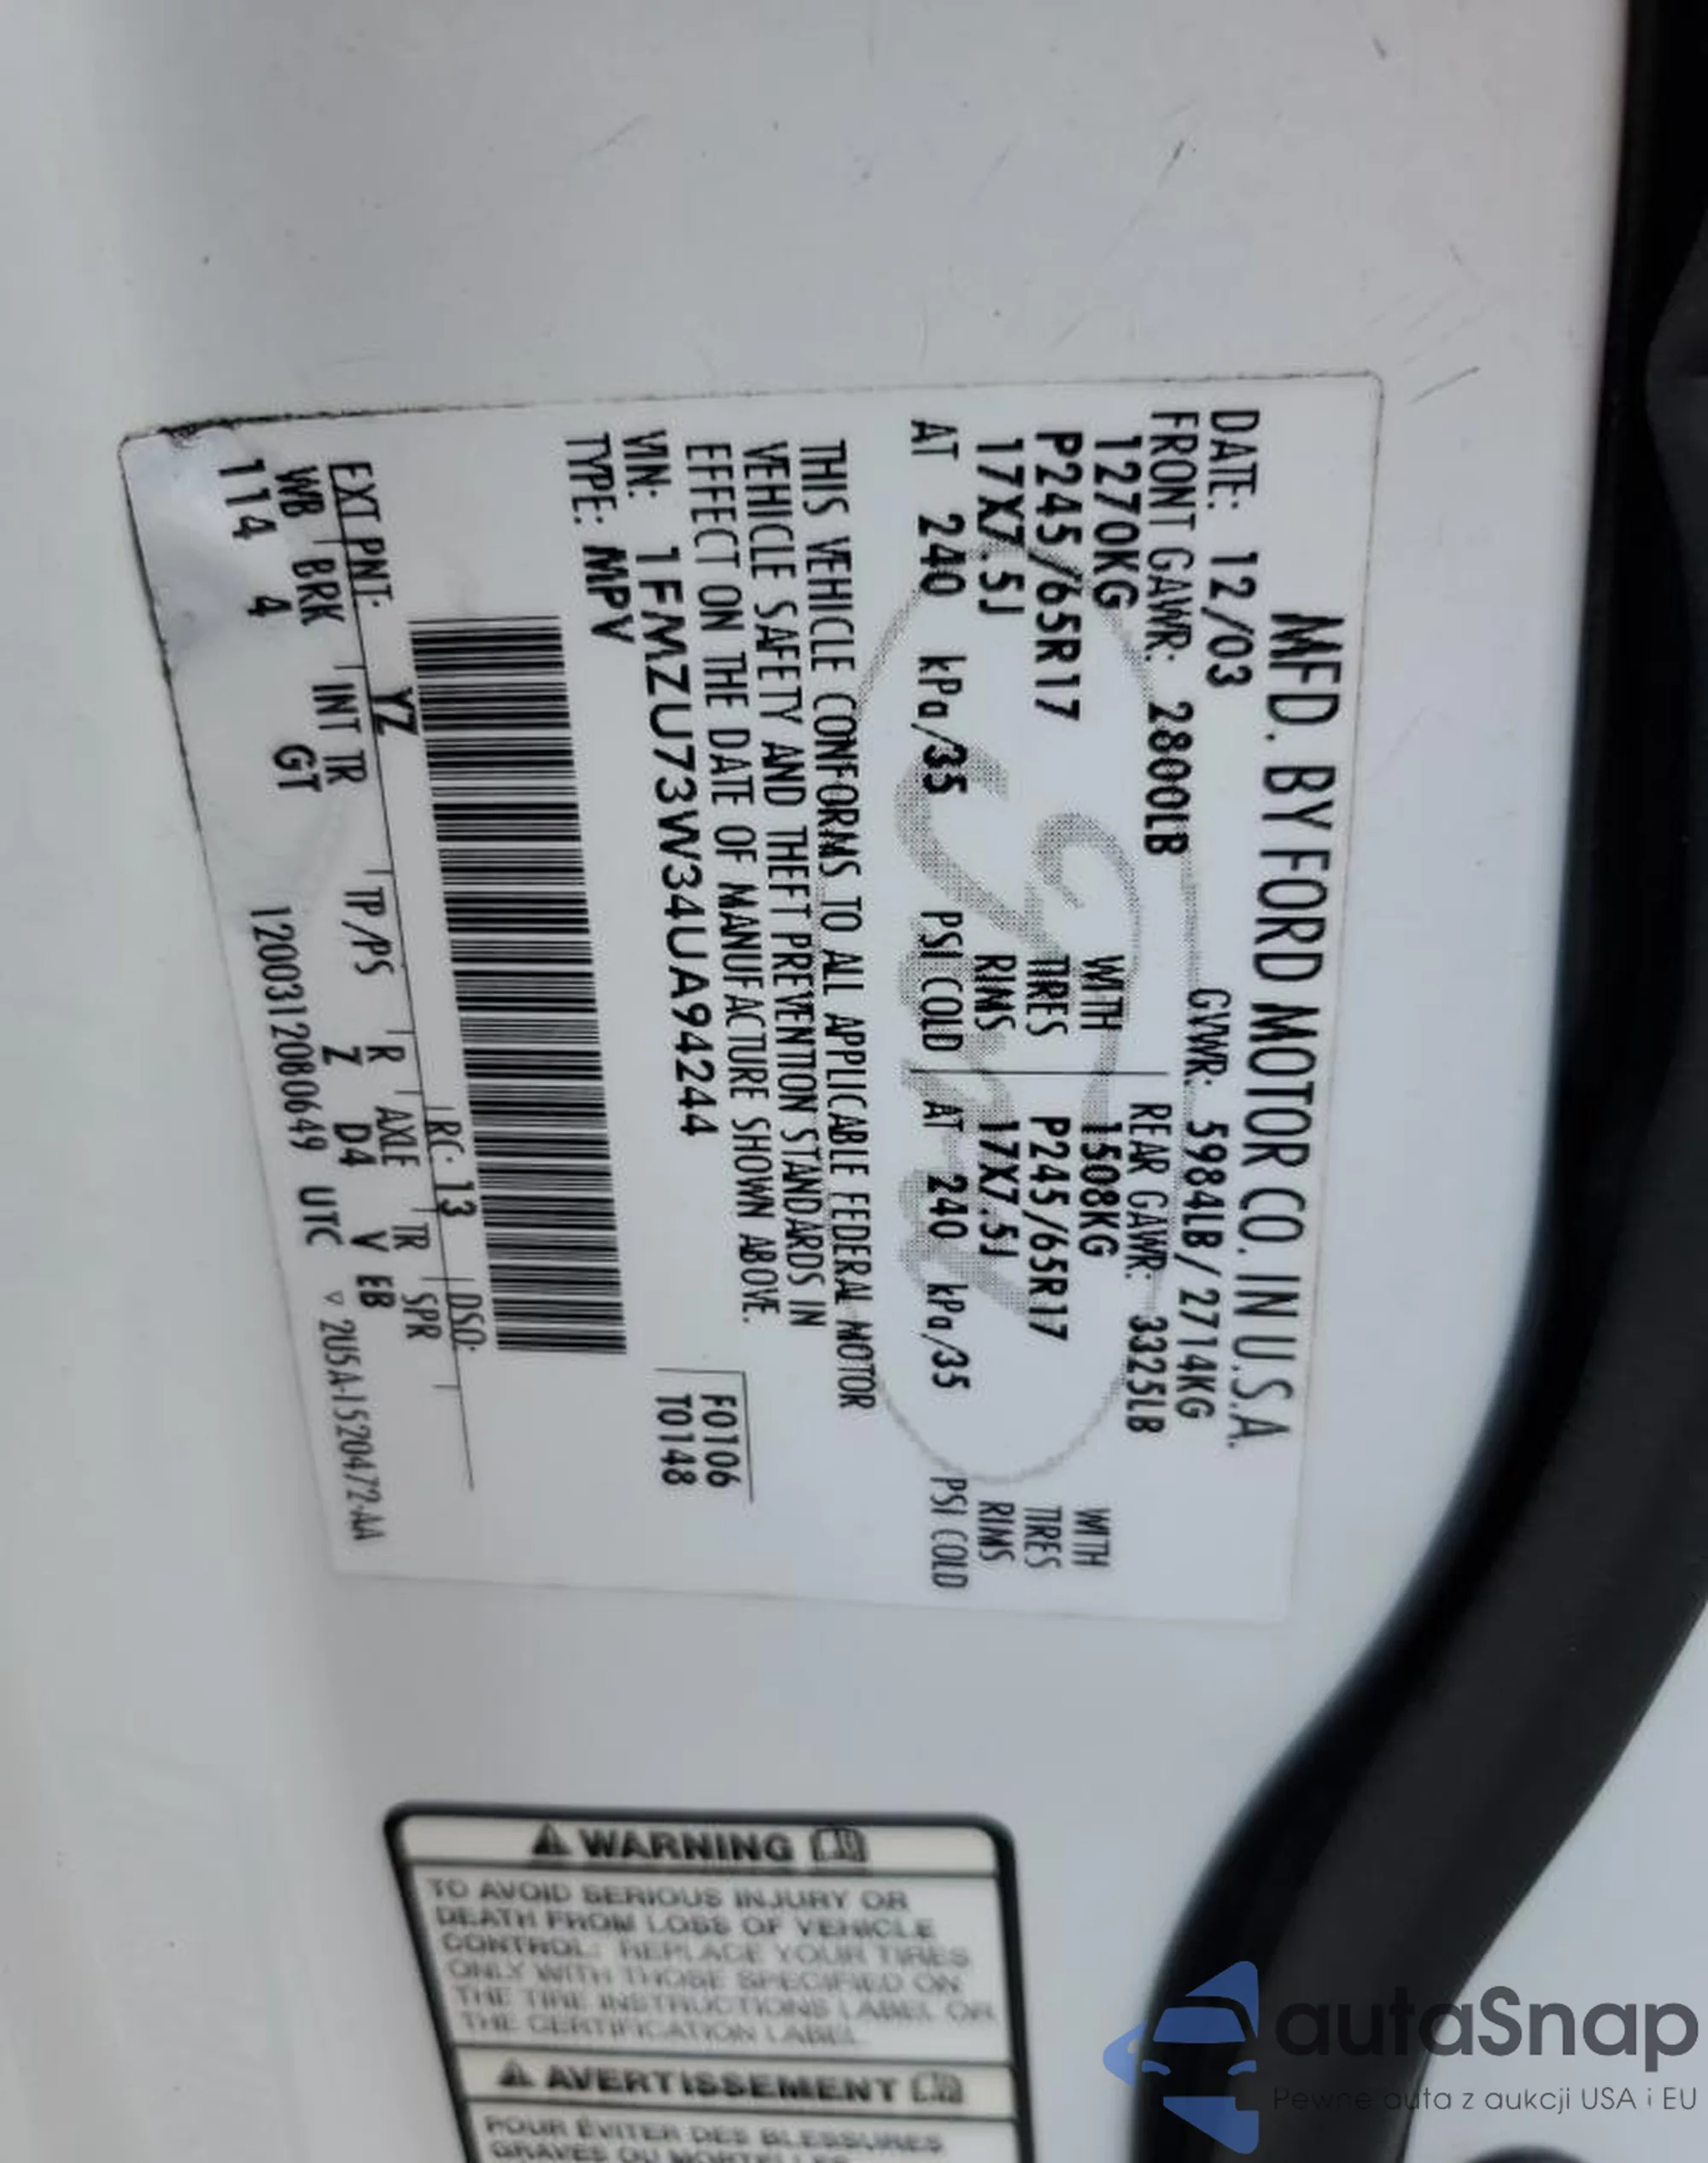 MFD. BY FORD MOTOR CO. IN U.S.A.
DATE: 12/03 GVWR: 5984LB/2714KG
FRONT GAWR: 2800LB REAR GAWR: 3325LB
1270KG WITH 1508KG WITH
P245/65R17 TIRES P245/65R17 TIRES
17X7.5J RIMS 17X7.5J RIMS
AT 240 kPa/35 PSI COLD AT 240 kPa/35 PSI COLD
THIS VEHICLE CONFORMS TO ALL APPLICABLE FEDERAL MOTOR
VEHICLE SAFETY AND THEFT PREVENTION STANDARDS IN
EFFECT ON THE DATE OF MANUFACTURE SHOWN ABOVE.
VIN: 1FMZU73W34UA94244 F0106
TYPE: MPV T0148
EXT PNT: YZ RC: 13 DSO:
WB BRK INT TR TP/PS R AXLE TR SPR
114 4 GT Z D4 V EB
1200312080649 UTC ▽ 2U5A-1520472-AA
⚠ WARNING
TO AVOID SERIOUS INJURY OR
DEATH FROM LOSS OF VEHICLE
CONTROL: REPLACE YOUR TIRES
ONLY WITH THOSE SPECIFIED ON
THE TIRE INSTRUCTIONS LABEL OR
THE CERTIFICATION LABEL
⚠ AVERTISSEMENT
POUR ÉVITER DES BLESSURES
GRAVES OU MORTELLES
autaSnap
Pewne auta z aukcji USA i EU